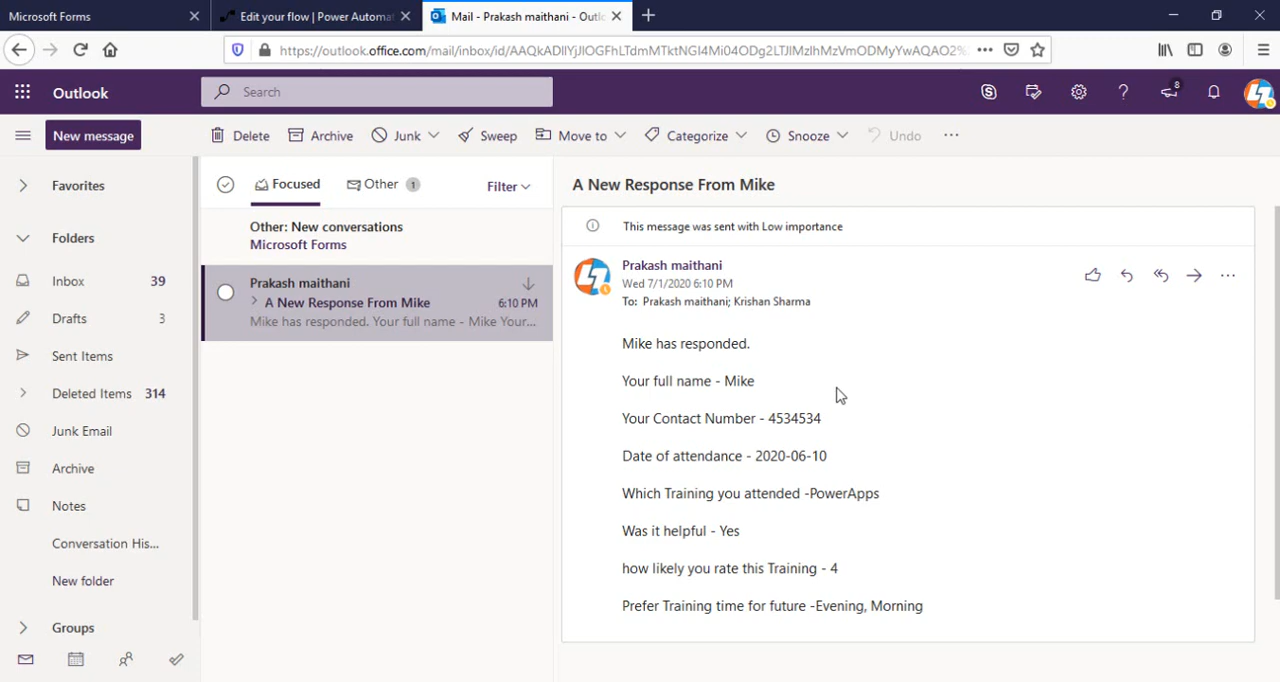 Microsoft Forms
Edit your flow | Power Automat
Mail - Prakash maithani - Outlo
https://outlook.office.com/mail/inbox/id/
Outlook
Search
8
New message
Delete
Archive
Junk
Sweep
Move to
Categorize
Snooze
Undo
Favorites
Folders
Inbox 39
Drafts 3
Sent Items
Deleted Items 314
Junk Email
Archive
Notes
Conversation His...
New folder
Groups
Focused
Other 1
Filter
Other: New conversations
Microsoft Forms
Prakash maithani
A New Response From Mike 6:10 PM
Mike has responded. Your full name - Mike Your...
A New Response From Mike
This message was sent with Low importance
Prakash maithani
Wed 7/1/2020 6:10 PM
To: Prakash maithani; Krishan Sharma
Mike has responded.
Your full name - Mike
Your Contact Number - 4534534
Date of attendance - 2020-06-10
Which Training you attended -PowerApps
Was it helpful - Yes
how likely you rate this Training - 4
Prefer Training time for future -Evening, Morning